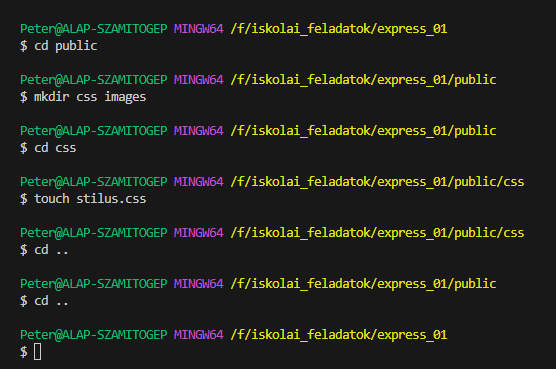 Peter@ALAP-SZAMITOGEP MINGW64 /f/iskolai_feladatok/express_01
$ cd public
Peter@ALAP-SZAMITOGEP MINGW64 /f/iskolai_feladatok/express_01/public
$ mkdir css images
Peter@ALAP-SZAMITOGEP MINGW64 /f/iskolai_feladatok/express_01/public
$ cd css
Peter@ALAP-SZAMITOGEP MINGW64 /f/iskolai_feladatok/express_01/public/css
$ touch stilus.css
Peter@ALAP-SZAMITOGEP MINGW64 /f/iskolai_feladatok/express_01/public/css
$ cd ..
Peter@ALAP-SZAMITOGEP MINGW64 /f/iskolai_feladatok/express_01/public
$ cd ..
Peter@ALAP-SZAMITOGEP MINGW64 /f/iskolai_feladatok/express_01
$